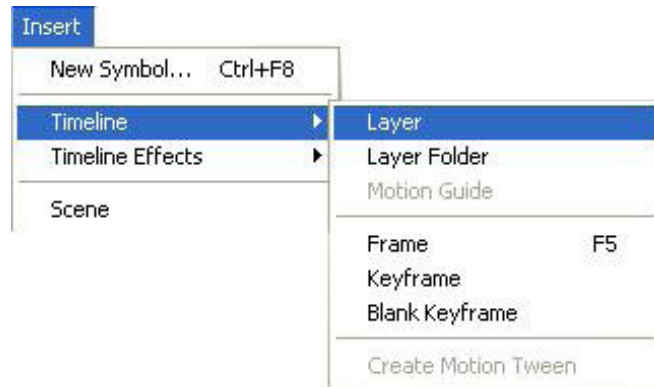 Insert
New Symbol... Ctrl+F8
Timeline
Timeline Effects
Scene
Layer
Layer Folder
Motion Guide
Frame F5
Keyframe
Blank Keyframe
Create Motion Tween